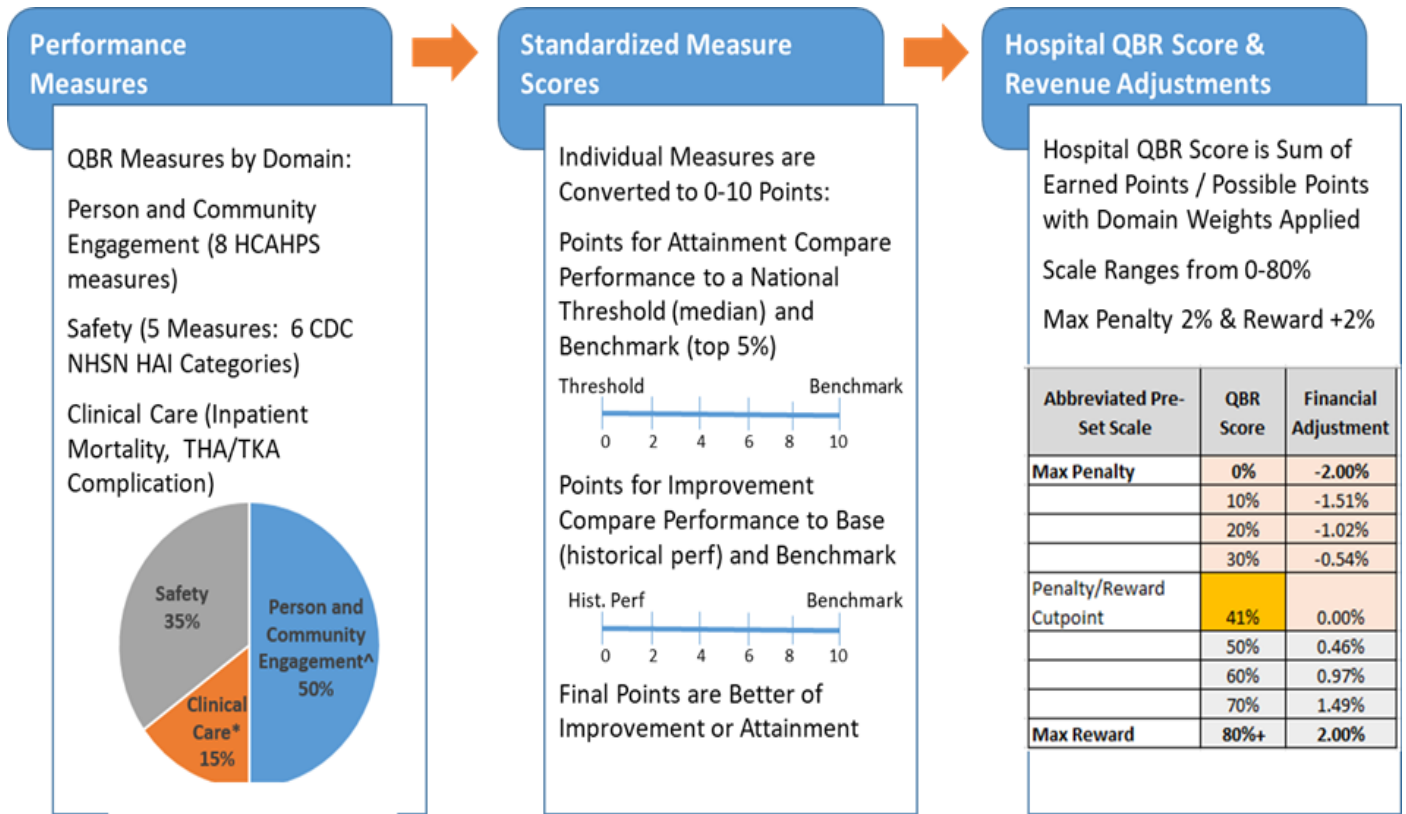 Performance
Measures
QBR Measures by Domain:
Person and Community
Engagement (8 HCAHPS
measures)
Safety (5 Measures: 6 CDC
NHSN HAI Categories)
Clinical Care (Inpatient
Mortality, THA/TKA
Complication)
Safety
35%
Person and
Community
Engagement^
50%
Clinical
Care*
15%
Standardized Measure
Scores
Individual Measures are
Converted to 0-10 Points:
Points for Attainment Compare
Performance to a National
Threshold (median) and
Benchmark (top 5%)
Threshold Benchmark
0 2 4 6 8 10
Points for Improvement
Compare Performance to Base
(historical perf) and Benchmark
Hist. Perf Benchmark
0 2 4 6 8 10
Final Points are Better of
Improvement or Attainment
Hospital QBR Score &
Revenue Adjustments
Hospital QBR Score is Sum of
Earned Points / Possible Points
with Domain Weights Applied
Scale Ranges from 0-80%
Max Penalty 2% & Reward +2%
Abbreviated Pre- QBR Financial
Set Scale Score Adjustment
Max Penalty 0% -2.00%
10% -1.51%
20% -1.02%
30% -0.54%
Penalty/Reward
Cutpoint 41% 0.00%
50% 0.46%
60% 0.97%
70% 1.49%
Max Reward 80%+ 2.00%